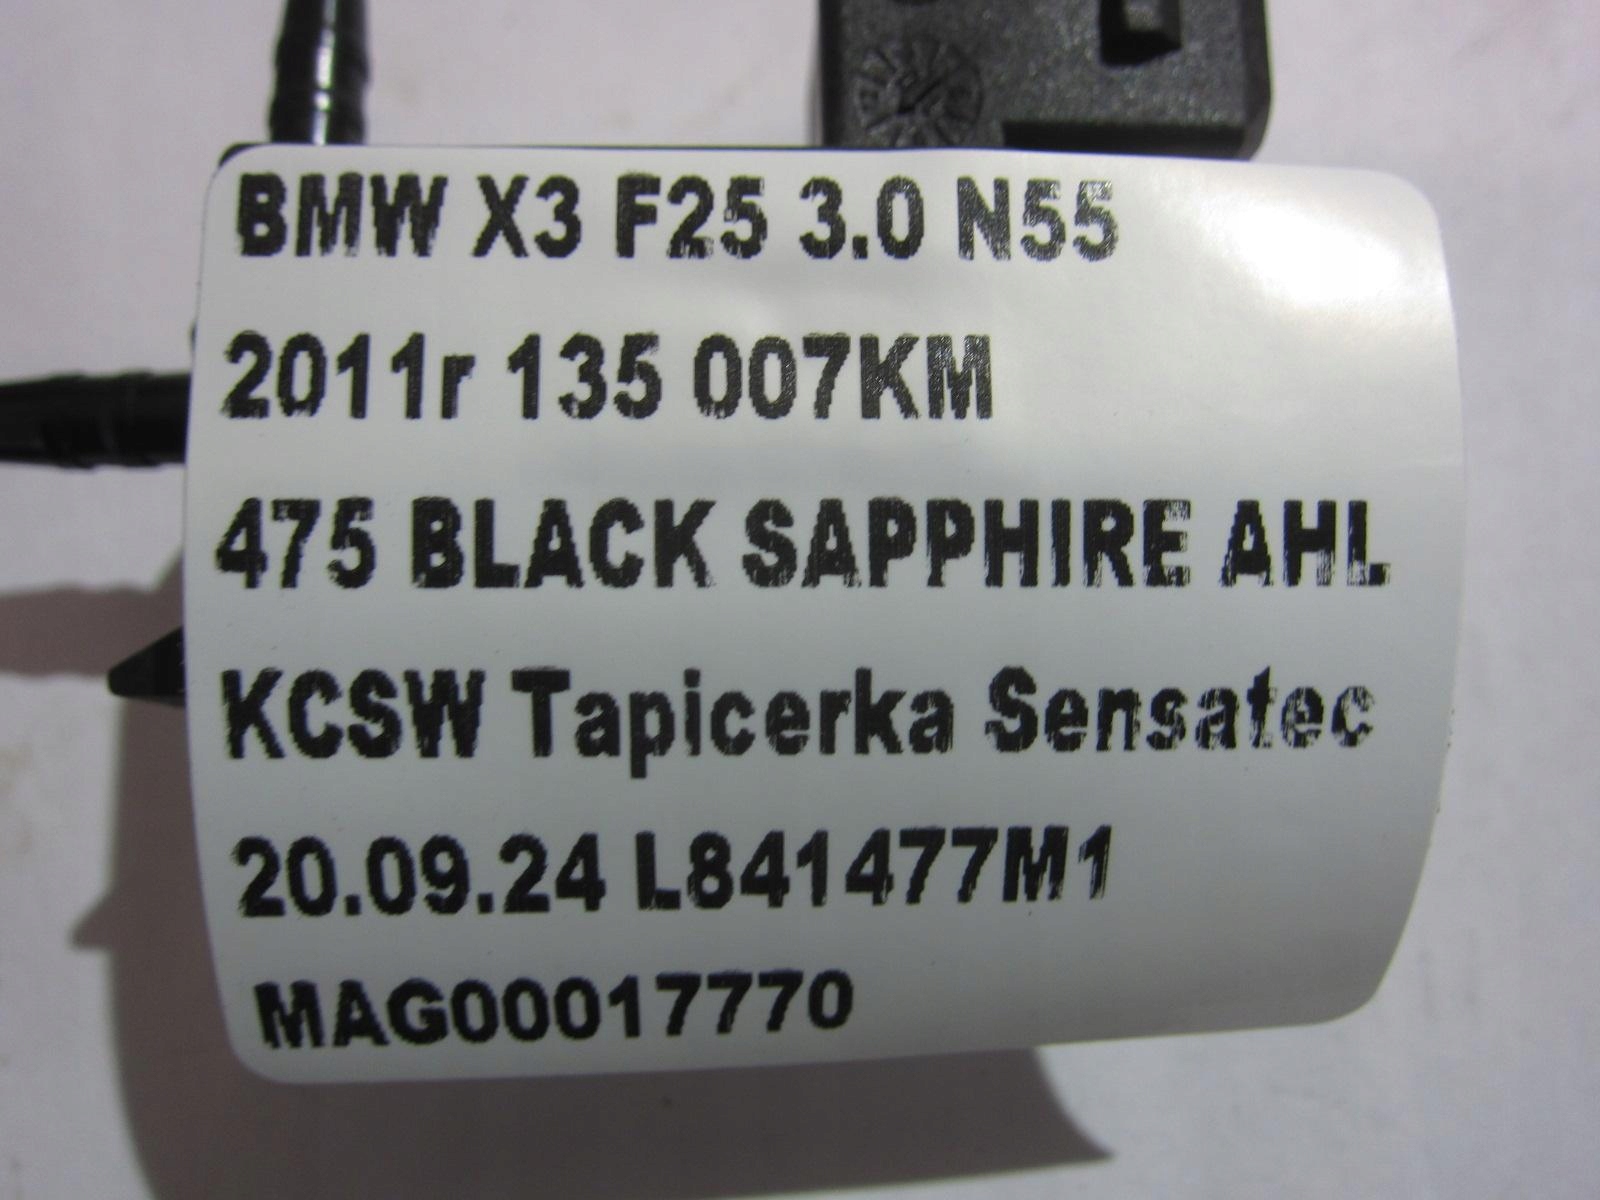 BMW X3 F25 3.0 N55
2011r 135 007KM
475 BLACK SAPPHIRE AHL
KCSW Tapicerka Sensatec
20.09.24 L841477M1
MAG00017770